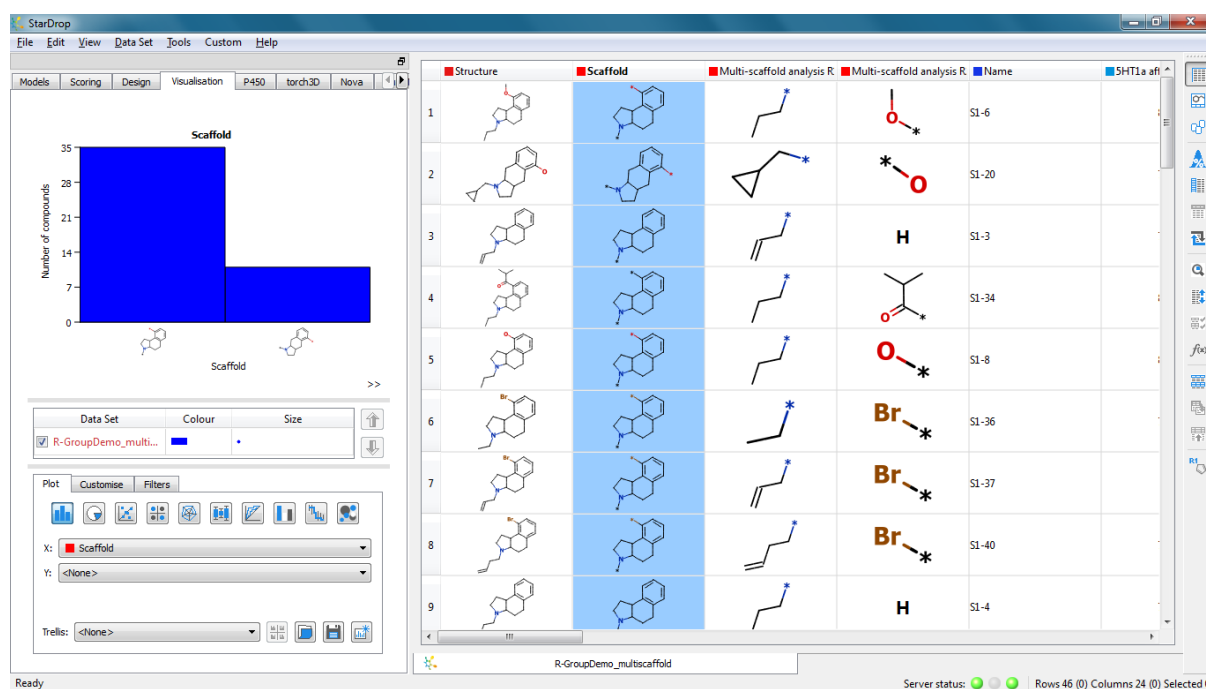 StarDrop
File Edit View Data Set Tools Custom Help
Models Scoring Design Visualisation P450 torch3D Nova
Scaffold
35
28
21
14
7
0
Number of compounds
Scaffold
>>
Data Set Colour Size
R-GroupDemo_multi...
Plot Customise Filters
X: Scaffold
Y: <None>
Trellis: <None>
Structure Scaffold Multi-scaffold analysis R Multi-scaffold analysis R Name 5HT1a aff
1 N O * * O * S1-6
2 N O N * * * O S1-20
3 N N * * H S1-3
4 O N N * * O * S1-34
5 O N N * * O * S1-8
6 Br N N * * Br * S1-36
7 Br N N * * Br * S1-37
8 Br N N * * Br * S1-40
9 N N * * H S1-4
R-GroupDemo_multiscaffold
f(x)
R1
Ready
Server status: Rows 46 (0) Columns 24 (0) Selected